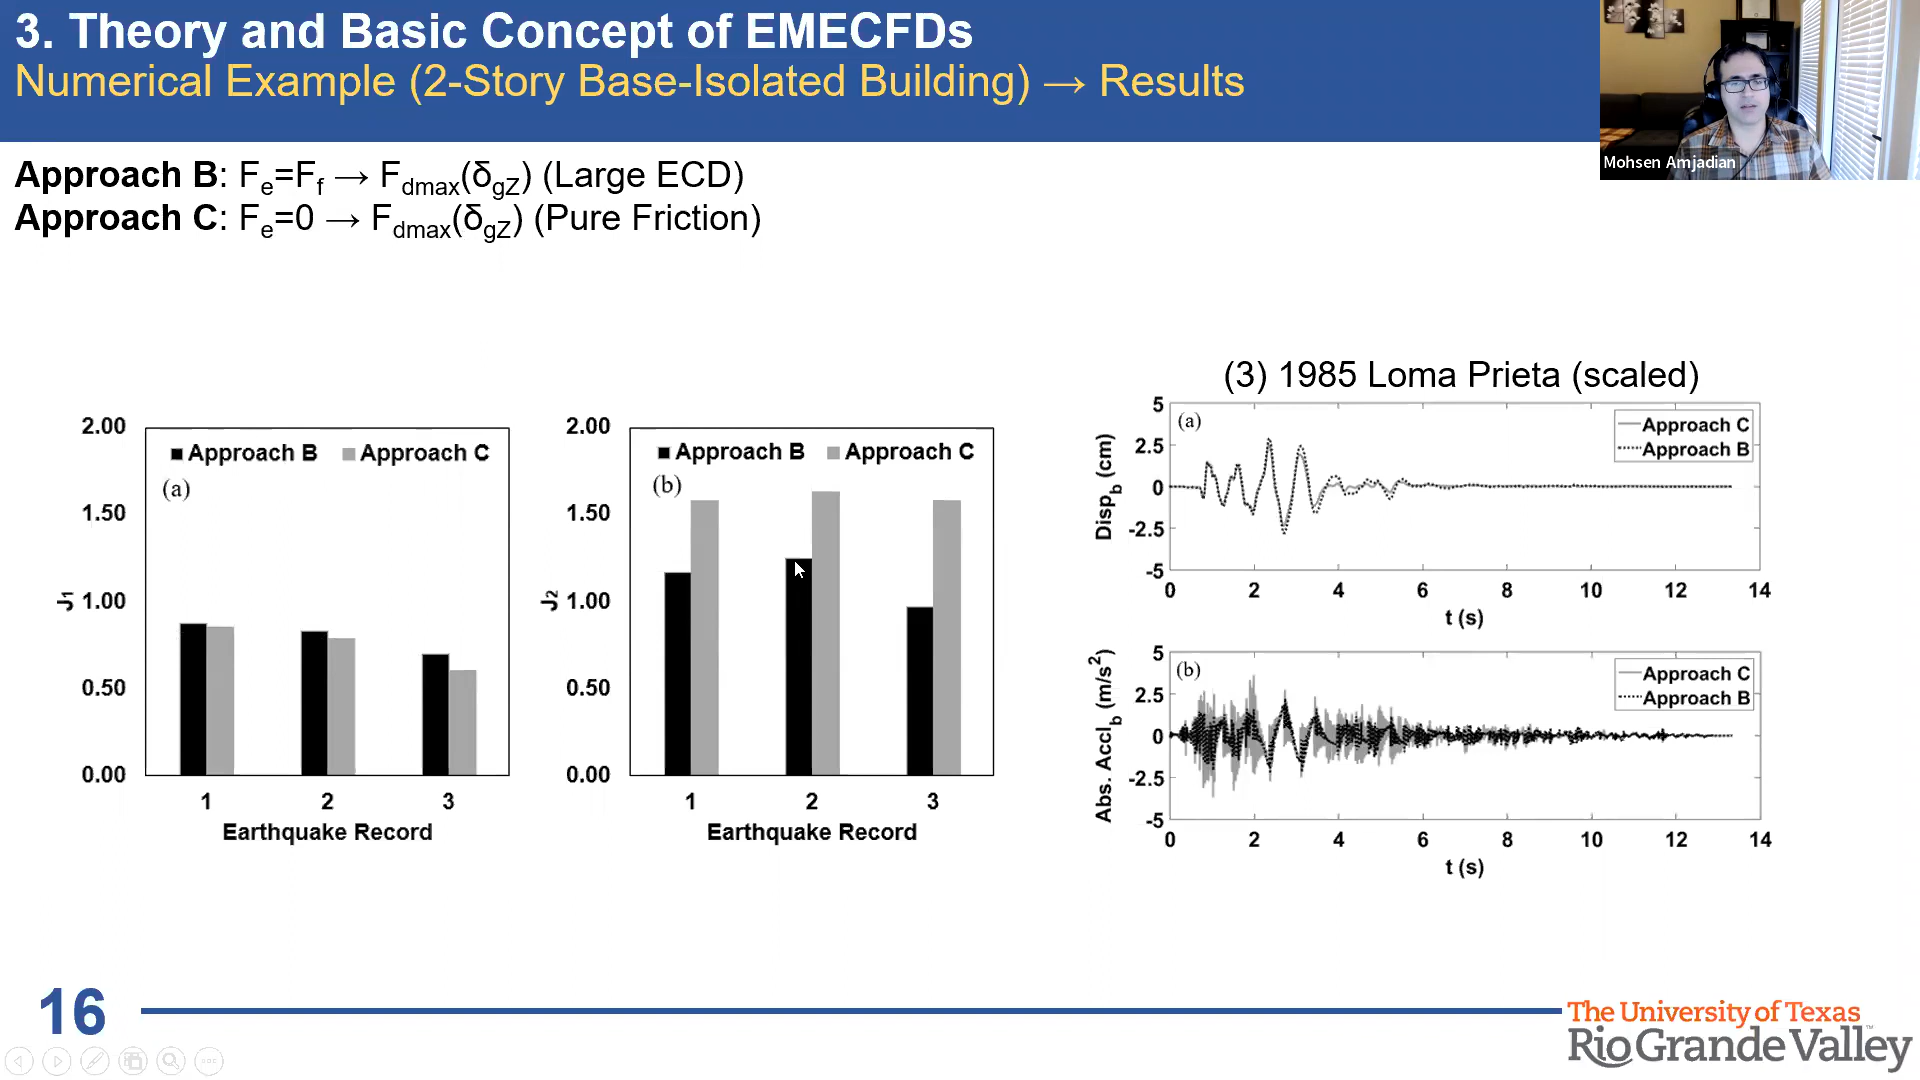 3. Theory and Basic Concept of EMECFDs
Numerical Example (2-Story Base-Isolated Building) → Results
Mohsen Amjadian
Approach B: Fe=Ff → Fdmax(δgZ) (Large ECD)
Approach C: Fe=0 → Fdmax(δgZ) (Pure Friction)
2.00
1.50
1.00
0.50
0.00
J1
Approach B
Approach C
(a)
1
2
3
Earthquake Record
2.00
1.50
1.00
0.50
0.00
J2
Approach B
Approach C
(b)
1
2
3
Earthquake Record
(3) 1985 Loma Prieta (scaled)
5
2.5
0
-2.5
-5
Dispb (cm)
(a)
Approach C
Approach B
0 2 4 6 8 10 12 14
t (s)
5
2.5
0
-2.5
-5
Abs. Acclb (m/s2)
(b)
Approach C
Approach B
0 2 4 6 8 10 12 14
t (s)
16
The University of Texas
RioGrandeValley